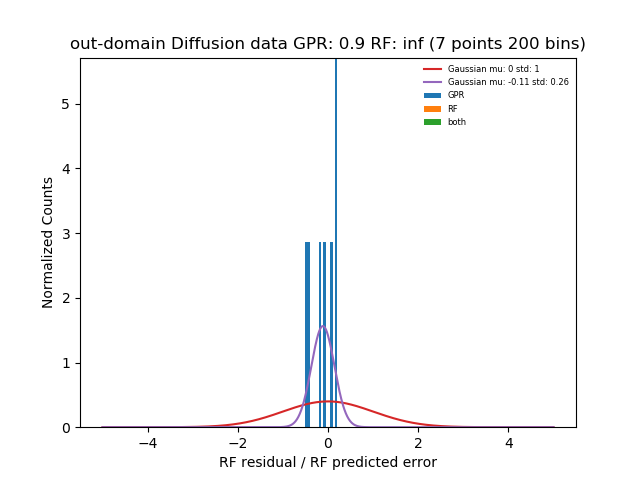 out-domain Diffusion data GPR: 0.9 RF: inf (7 points 200 bins)
Gaussian mu: 0 std: 1
Gaussian mu: -0.11 std: 0.26
GPR
RF
both
Normalized Counts
5
4
3
2
1
0
−4
−2
0
2
4
RF residual / RF predicted error